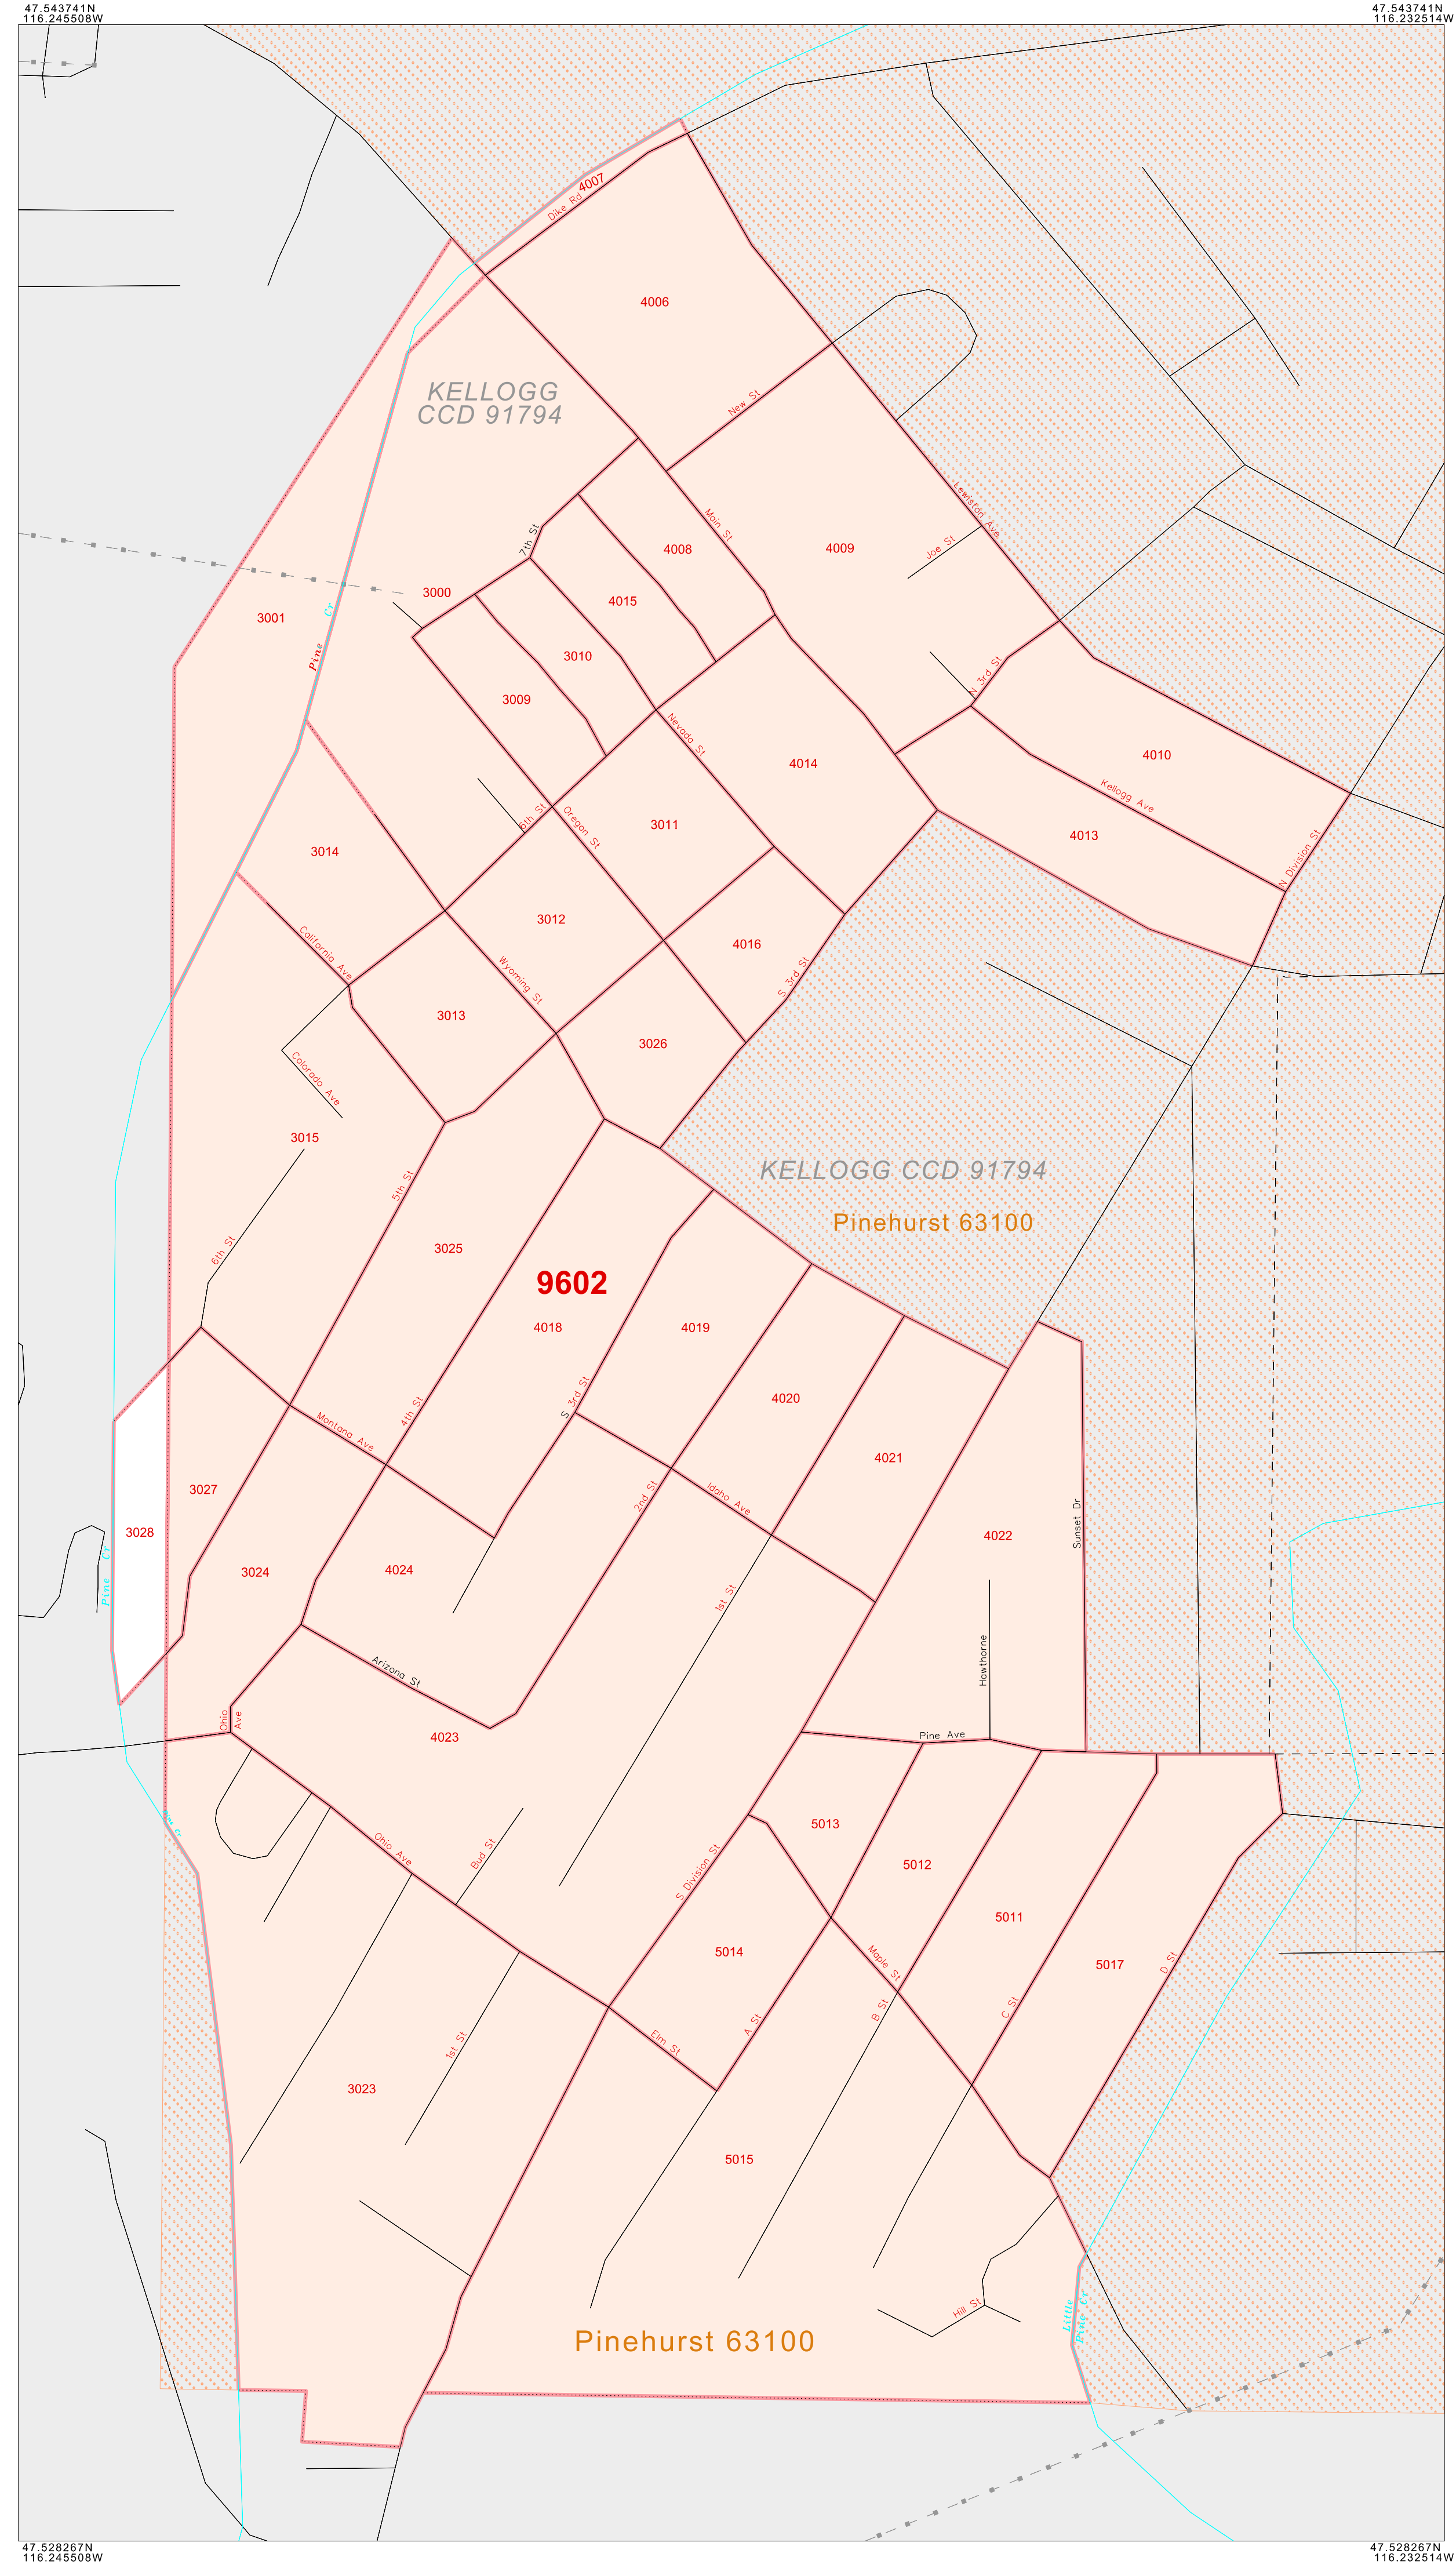 47.543741N
116.245508W
47.543741N
116.232514W
4007
Dike Rd
4006
KELLOGG
CCD 91794
New St
Lewiston Ave
Main St
7th St
4008
4009
Joe St
3000
4015
3001
Pine Cr
3010
N 3rd St
3009
Nevada St
4010
4014
Kellogg Ave
5th St
Oregon St
3011
4013
N Division St
3014
3012
California Ave
4016
Wyoming St
S 3rd St
3013
3026
Colorado Ave
3015
KELLOGG CCD 91794
5th St
Pinehurst 63100
6th St
3025
9602
4018
4019
S 3rd St
4020
4th St
Montana Ave
4021
3027
2nd St
Idaho Ave
3028
Sunset Dr
4022
Pine Cr
3024
4024
1st St
Hawthorne
Arizona St
Ohio Ave
4023
Pine Ave
5013
Ohio Ave
Bud St
5012
S Division St
5011
5014
Maple St
5017
D St
B St
C St
A St
Elm St
1st St
3023
5015
Hill St
Little
Pine Cr
Pinehurst 63100
47.528267N
116.245508W
47.528267N
116.232514W